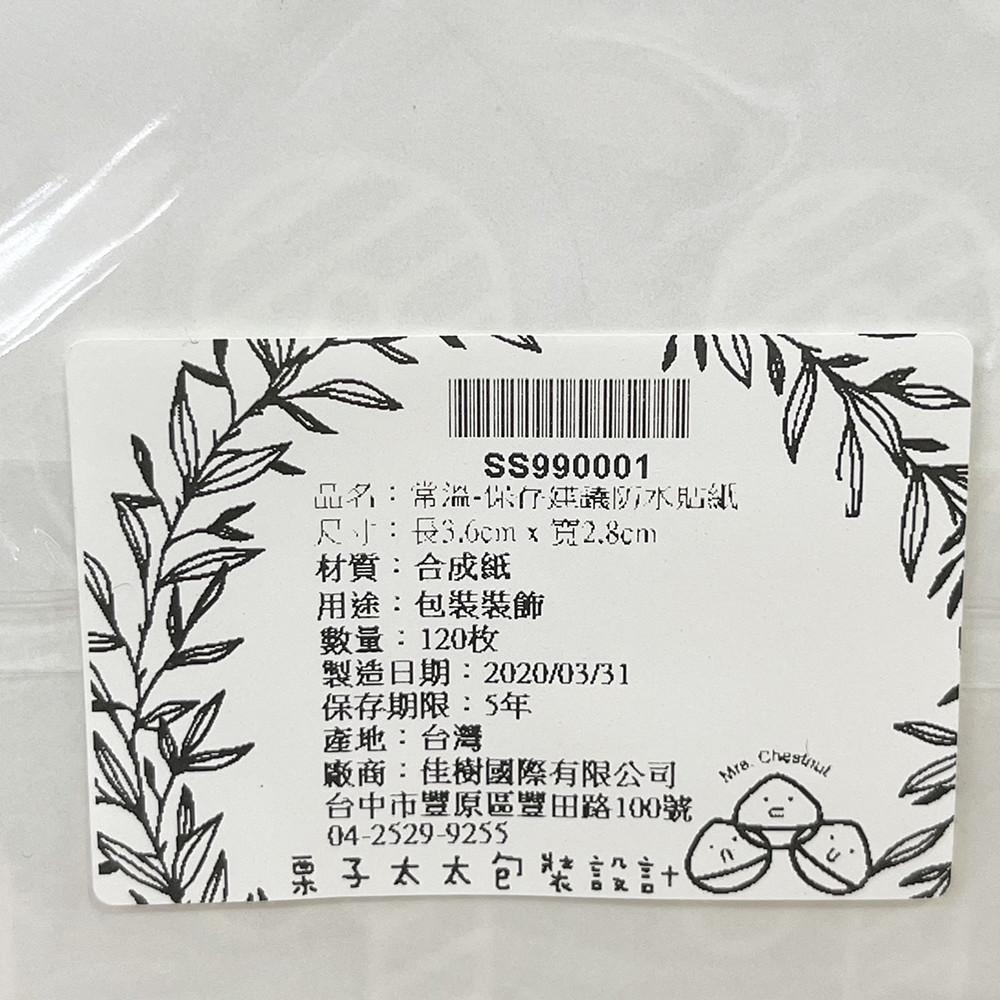 SS990001
品名：常溫-保存建議防水貼紙
尺寸：長3.6cm x 寬2.8cm
材質：合成紙
用途：包裝裝飾
數量：120枚
製造日期：2020/03/31
保存期限：5年
產地：台灣
廠商：佳樹國際有限公司
台中市豐原區豐田路100號
04-2529-9255
Mrs. Chestnut
栗子太太包裝設計